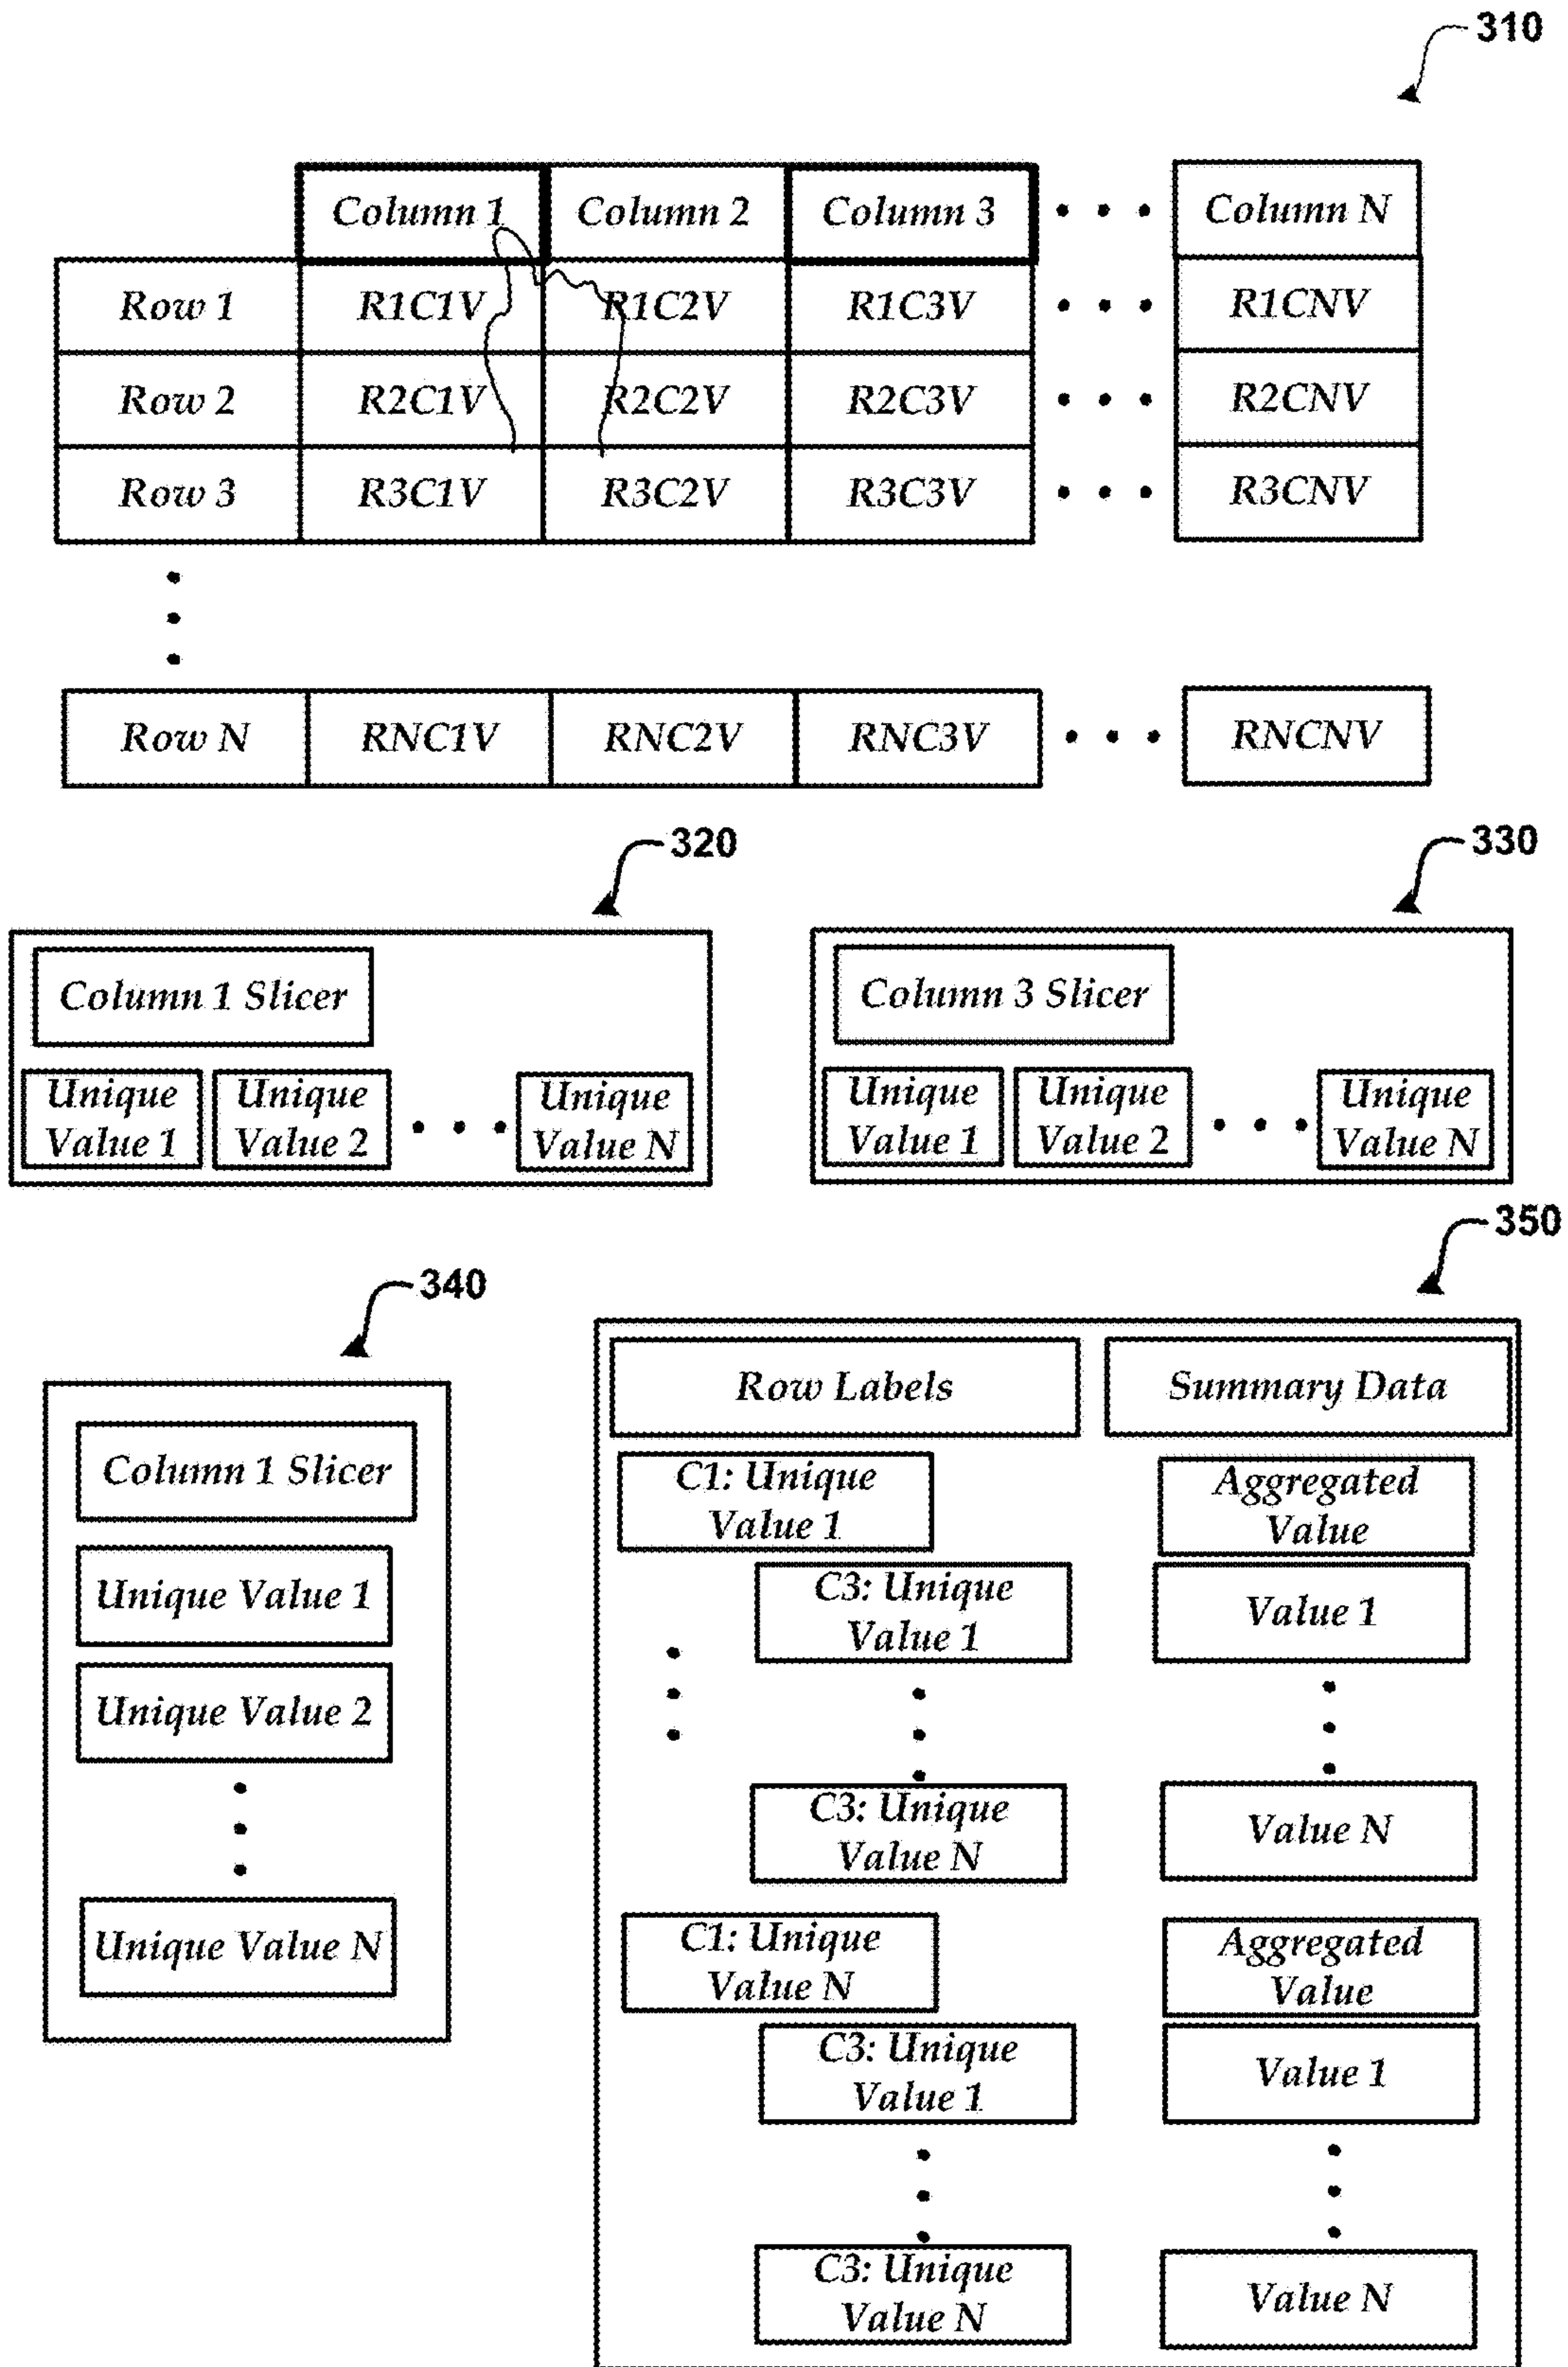 310
Column 1 Column 2 Column 3 • • • Column N
Row 1 R1C1V R1C2V R1C3V • • • R1CNV
Row 2 R2C1V R2C2V R2C3V • • • R2CNV
Row 3 R3C1V R3C2V R3C3V • • • R3CNV
Row N RNC1V RNC2V RNC3V • • • RNCNV
320
Column 1 Slicer
Unique Value 1
Unique Value 2
• • •
Unique Value N
330
Column 3 Slicer
Unique Value 1
Unique Value 2
• • •
Unique Value N
340
Column 1 Slicer
Unique Value 1
Unique Value 2
Unique Value N
350
Row Labels Summary Data
C1: Unique Value 1
Aggregated Value
C3: Unique Value 1
Value 1
C3: Unique Value N
Value N
C1: Unique Value N
Aggregated Value
C3: Unique Value 1
Value 1
C3: Unique Value N
Value N